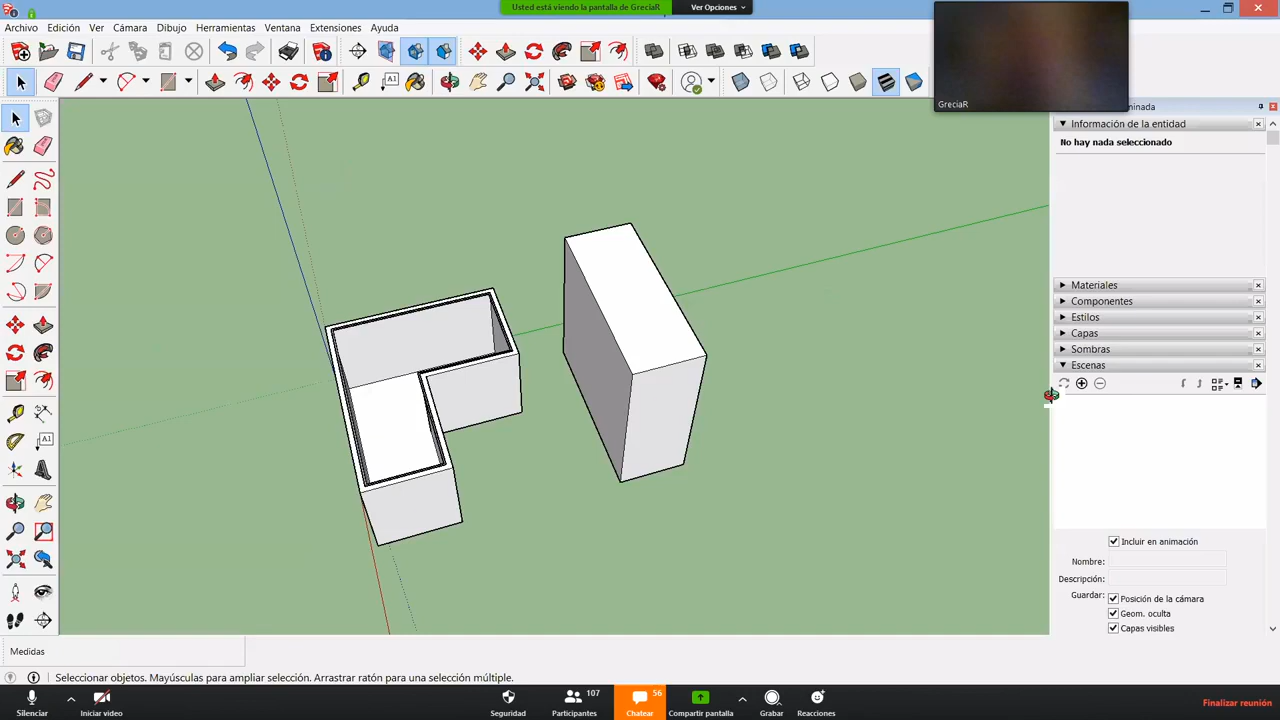 Usted está viendo la pantalla de GreciaR
Ver Opciones
Archivo Edición Ver Cámara Dibujo Herramientas Ventana Extensiones Ayuda
GreciaR
minada
Información de la entidad
No hay nada seleccionado
Materiales
Componentes
Estilos
Capas
Sombras
Escenas
Incluir en animación
Nombre:
Descripción:
Guardar:
Posición de la cámara
Geom. oculta
Capas visibles
Medidas
Seleccionar objetos. Mayúsculas para ampliar selección. Arrastrar ratón para una selección múltiple.
107
56
Silenciar
Iniciar video
Seguridad
Participantes
Chatear
Compartir pantalla
Grabar
Reacciones
Finalizar reunión